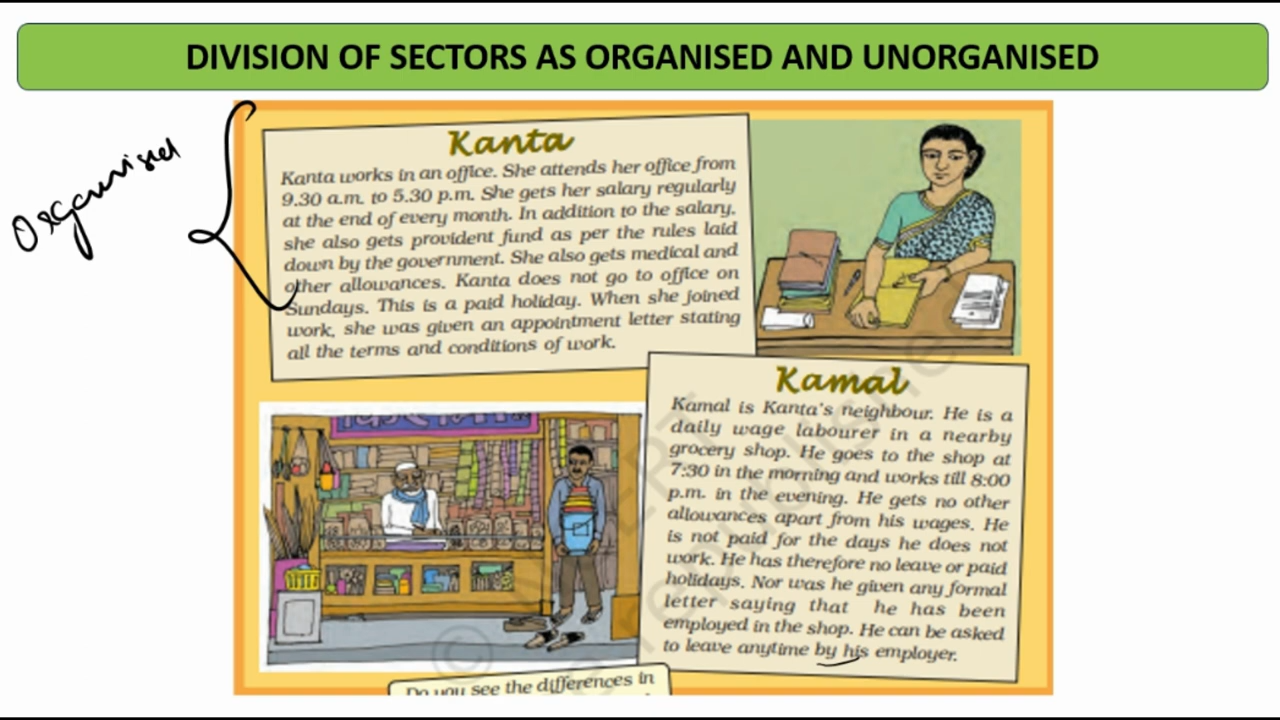 DIVISION OF SECTORS AS ORGANISED AND UNORGANISED
Organised
Kanta
Kanta works in an office. She attends her office from
9.30 a.m. to 5.30 p.m. She gets her salary regularly
at the end of every month. In addition to the salary,
she also gets provident fund as per the rules laid
down by the government. She also gets medical and
other allowances. Kanta does not go to office on
Sundays. This is a paid holiday. When she joined
work, she was given an appointment letter stating
all the terms and conditions of work.
Kamal
Kamal is Kanta's neighbour. He is a
daily wage labourer in a nearby
grocery shop. He goes to the shop at
7:30 in the morning and works till 8:00
p.m. in the evening. He gets no other
allowances apart from his wages. He
is not paid for the days he does not
work. He has therefore no leave or paid
holidays. Nor was he given any formal
letter saying that he has been
employed in the shop. He can be asked
to leave anytime by his employer.
Do you see the differences in